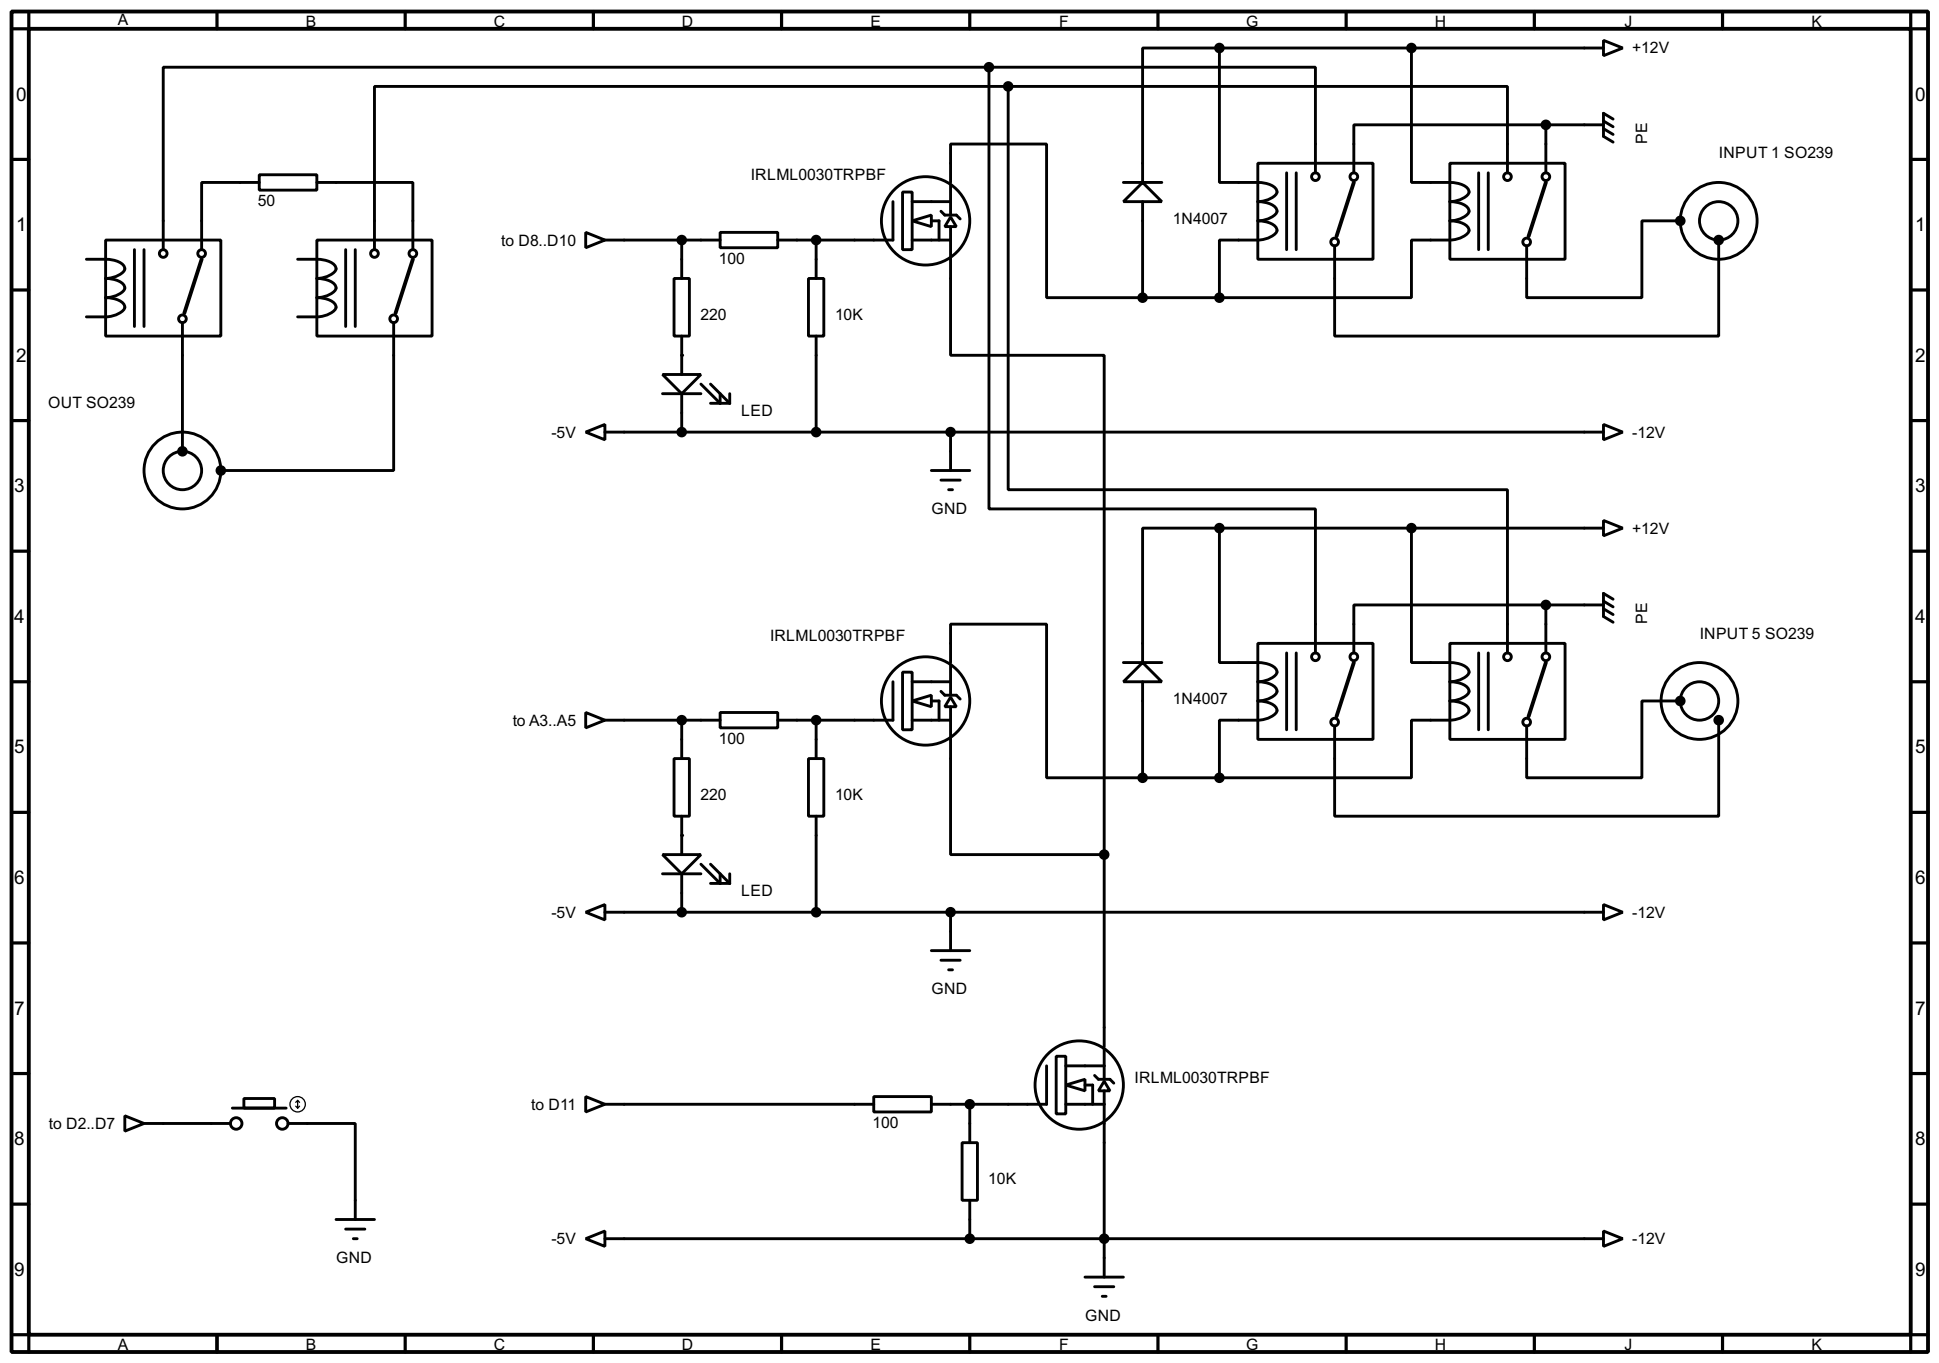 A B C D E F G H J K
+12V
0 0
PE
INPUT 1 SO239
IRLML0030TRPBF
50
1 1
1N4007
to D8..D10
100
220
10K
2 2
OUT SO239
LED
-5V
-12V
3 3
GND
+12V
4 4
PE
IRLML0030TRPBF
INPUT 5 SO239
1N4007
to A3..A5
100
5 5
220
10K
6 6
LED
-5V
-12V
GND
7 7
IRLML0030TRPBF
to D11
to D2..D7
100
8 8
10K
-5V
-12V
GND
9 9
GND
A B C D E F G H J K